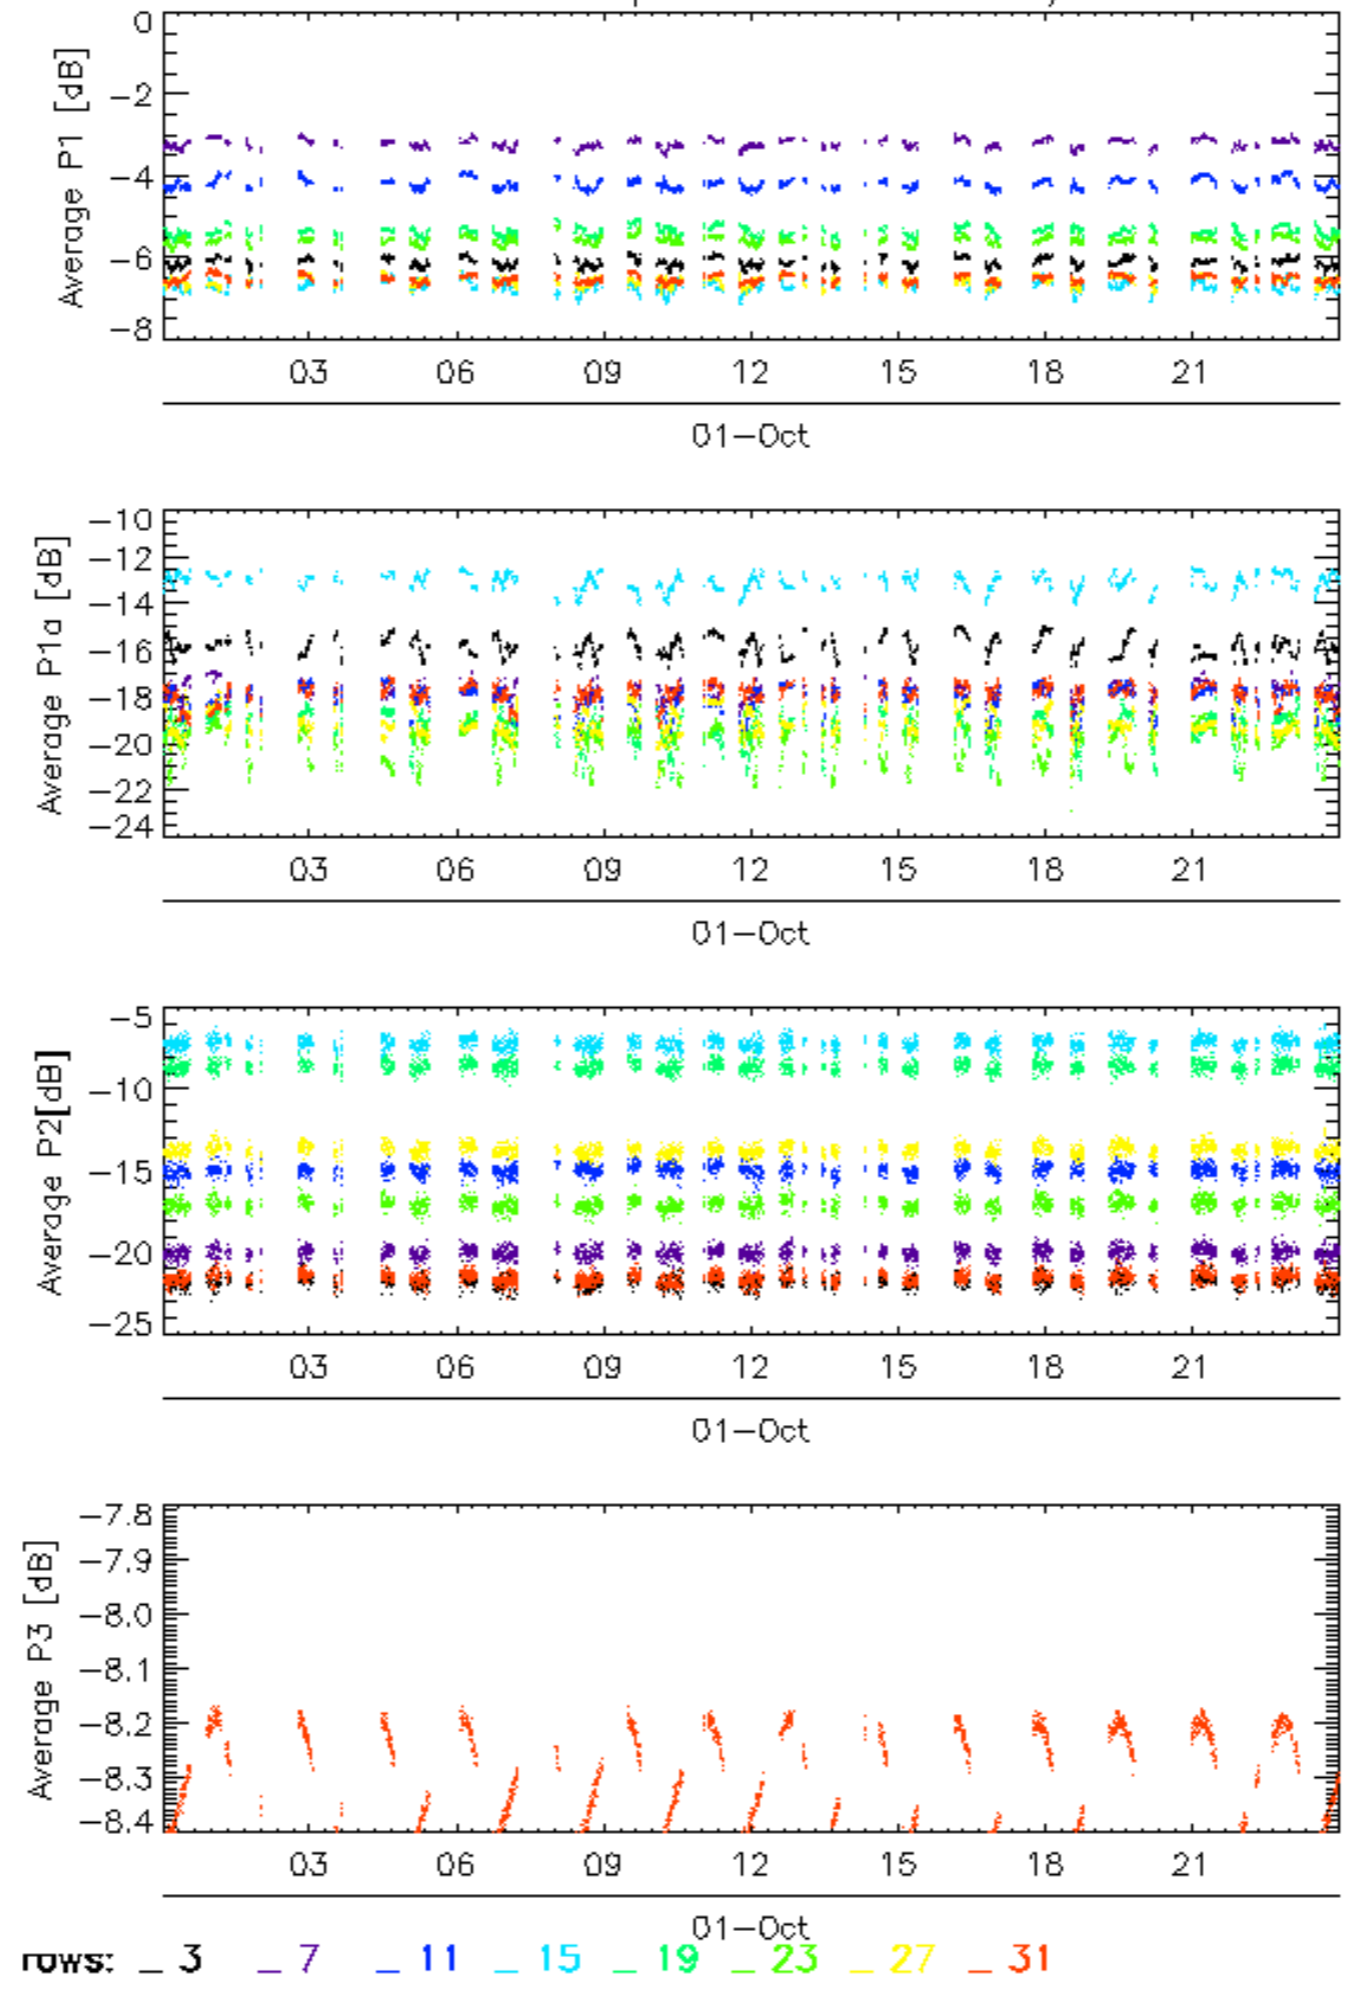 0
−2
−4
−6
−8
Average P1 [dB]
03 06 09 12 15 18 21
01−Oct
−10
−12
−14
−16
−18
−20
−22
−24
Average P1a [dB]
03 06 09 12 15 18 21
01−Oct
−5
−10
−15
−20
−25
Average P2[dB]
03 06 09 12 15 18 21
01−Oct
−7.8
−7.9
−8.0
−8.1
−8.2
−8.3
−8.4
Average P3 [dB]
03 06 09 12 15 18 21
01−Oct
rows: _ 3 _ 7 _ 11 _ 15 _ 19 _ 23 _ 27 _ 31